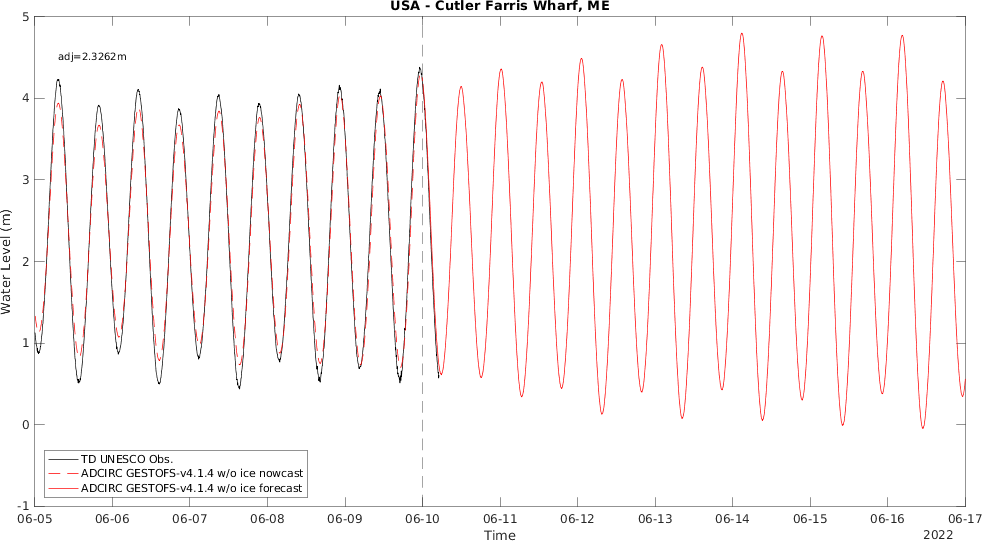 USA - Cutler Farris Wharf, ME
5
adj=2.3262m
4
3
2
1
0
-1
Water Level (m)
TD UNESCO Obs.
ADCIRC GESTOFS-v4.1.4 w/o ice nowcast
ADCIRC GESTOFS-v4.1.4 w/o ice forecast
06-05 06-06 06-07 06-08 06-09 06-10 06-11 06-12 06-13 06-14 06-15 06-16 06-17
Time
2022